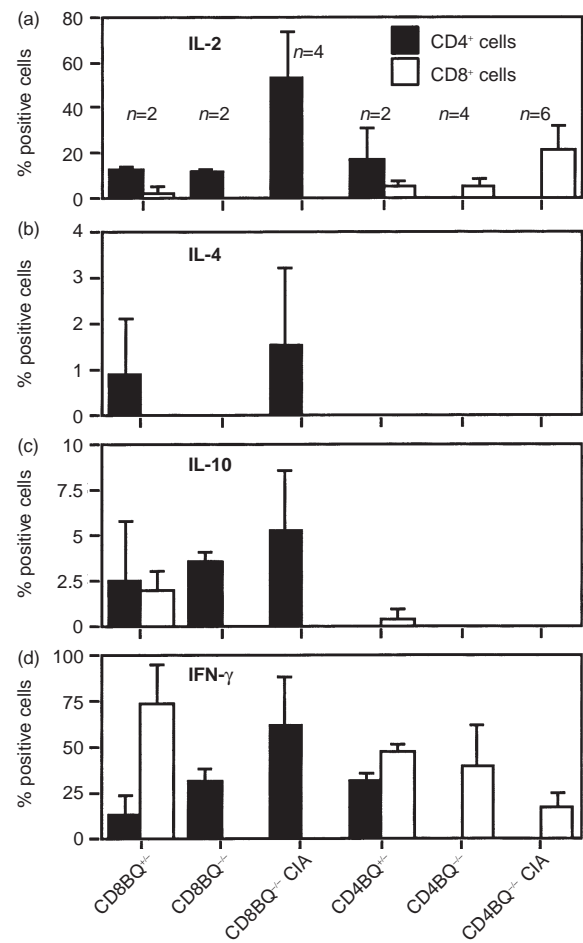 (a)
IL-2
CD4⁺ cells
CD8⁺ cells
n=4
n=2
n=2
n=2
n=4
n=6
% positive cells
80
60
40
20
0
(b)
IL-4
% positive cells
4
3
2
1
0
(c)
IL-10
% positive cells
10
7.5
5
2.5
0
(d)
IFN-γ
% positive cells
100
75
50
25
0
CD8BQ⁺/⁻
CD8BQ⁻/⁻
CD8BQ⁻/⁻ CIA
CD4BQ⁺/⁻
CD4BQ⁻/⁻
CD4BQ⁻/⁻ CIA